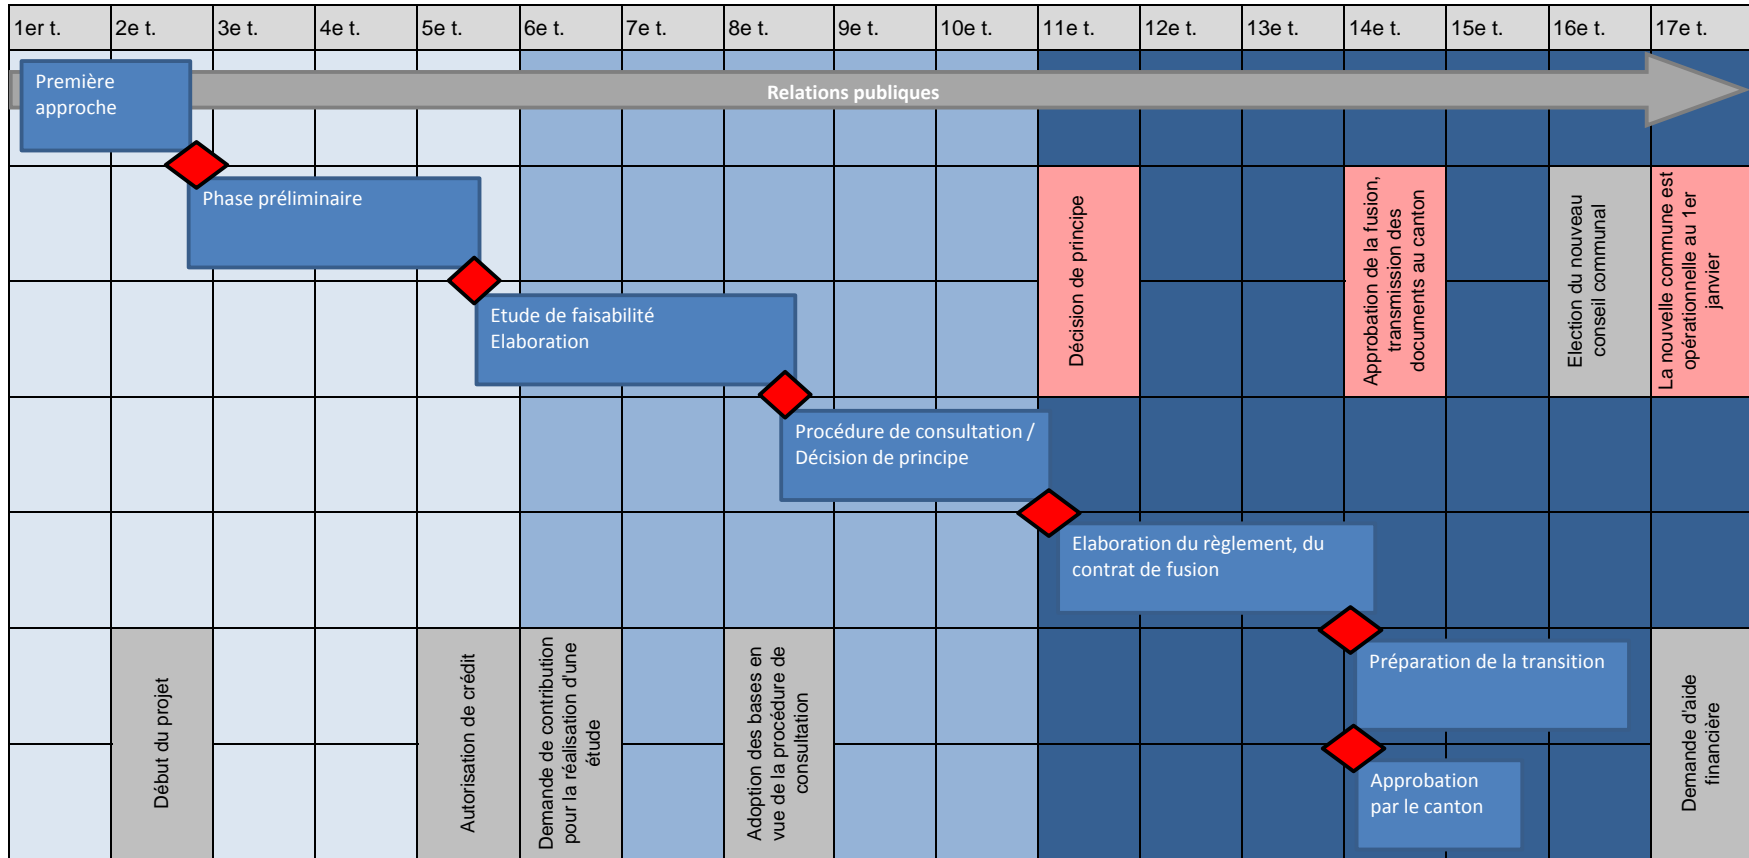 1er t.
2e t.
3e t.
4e t.
5e t.
6e t.
7e t.
8e t.
9e t.
10e t.
11e t.
12e t.
13e t.
14e t.
15e t.
16e t.
17e t.
Première
approche
Relations publiques
Phase préliminaire
Etude de faisabilité
Elaboration
Procédure de consultation /
Décision de principe
Elaboration du règlement, du
contrat de fusion
Préparation de la transition
Approbation
par le canton
Décision de principe
Approbation de la fusion,
transmission des
documents au canton
Election du nouveau
conseil communal
La nouvelle commune est
opérationnelle au 1er
janvier
Début du projet
Autorisation de crédit
Demande de contribution
pour la réalisation d'une
étude
Adoption des bases en
vue de la procédure de
consultation
Demande d'aide
financière